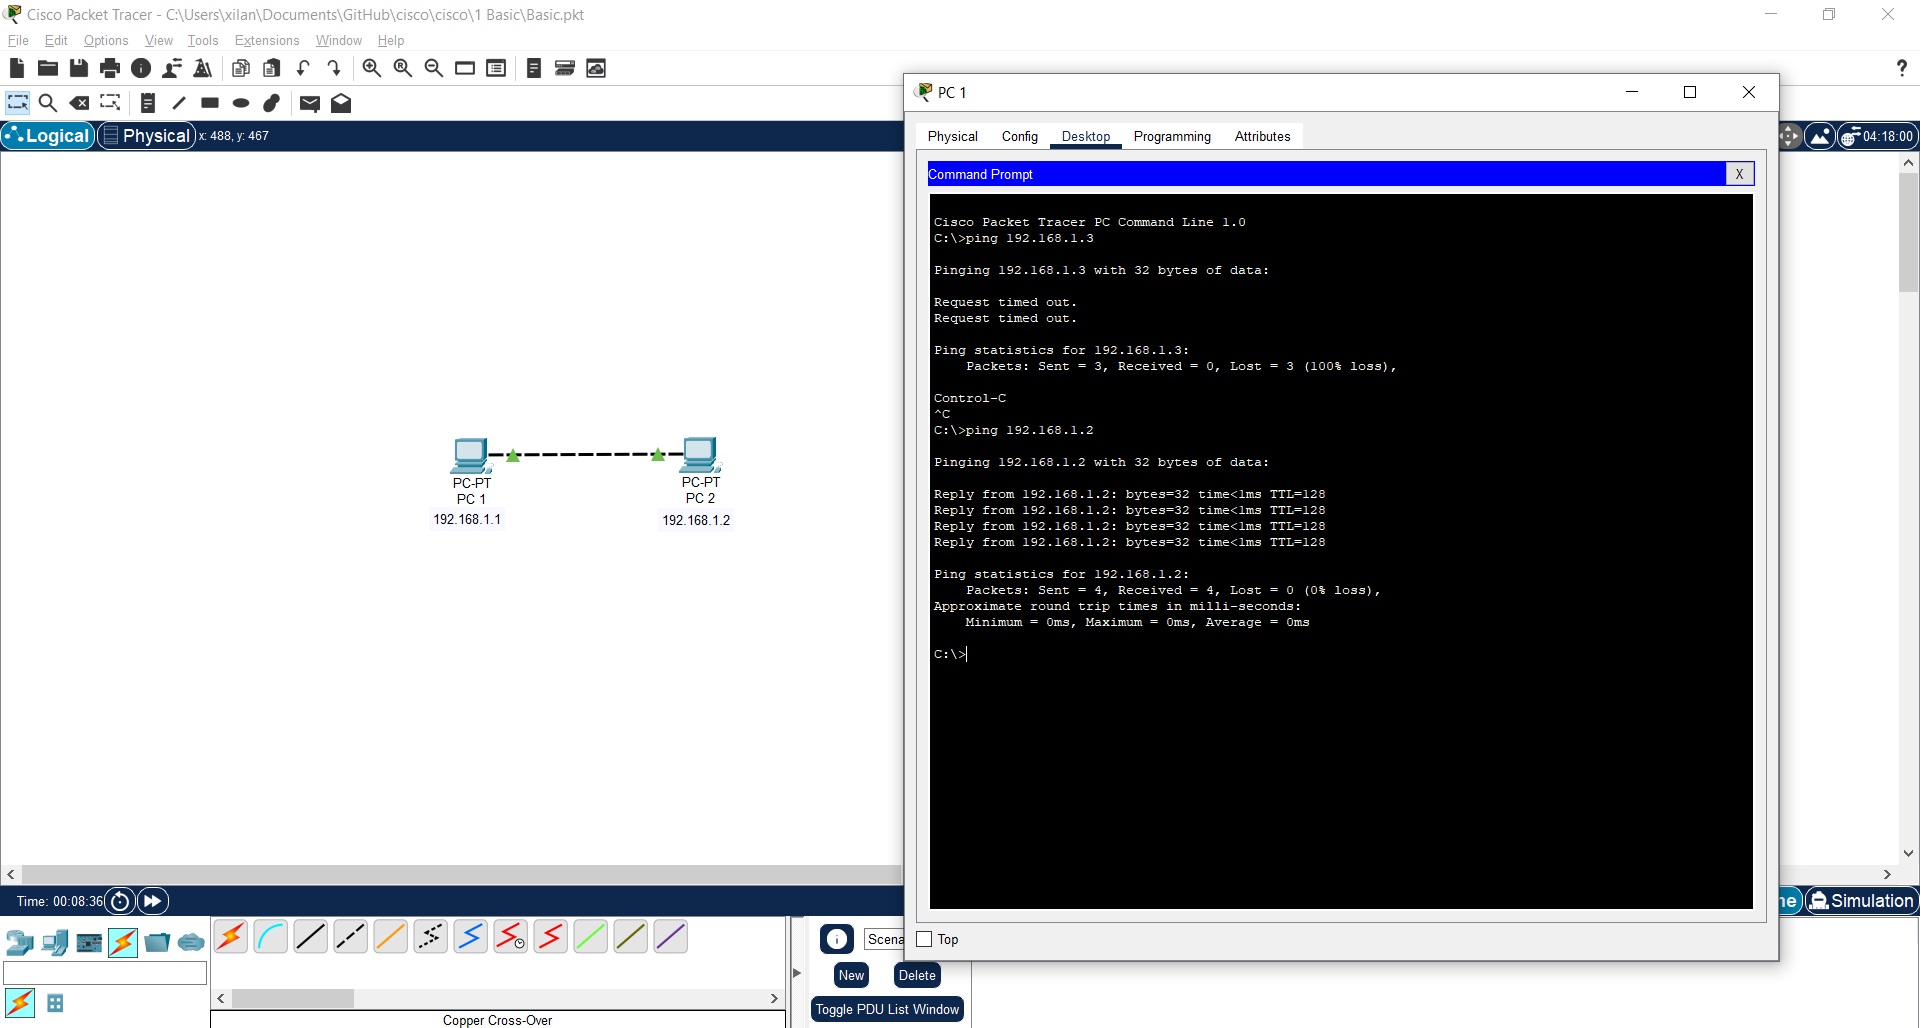 Cisco Packet Tracer - C:\Users\xilan\Documents\GitHub\cisco\cisco\1 Basic\Basic.pkt
File Edit Options View Tools Extensions Window Help
?
Logical Physical x: 488, y: 467
04:18:00
PC-PT
PC 1
192.168.1.1
PC-PT
PC 2
192.168.1.2
PC 1
Physical Config Desktop Programming Attributes
Command Prompt X
Cisco Packet Tracer PC Command Line 1.0
C:\>ping 192.168.1.3
Pinging 192.168.1.3 with 32 bytes of data:
Request timed out.
Request timed out.
Ping statistics for 192.168.1.3:
Packets: Sent = 3, Received = 0, Lost = 3 (100% loss),
Control-C
^C
C:\>ping 192.168.1.2
Pinging 192.168.1.2 with 32 bytes of data:
Reply from 192.168.1.2: bytes=32 time<1ms TTL=128
Reply from 192.168.1.2: bytes=32 time<1ms TTL=128
Reply from 192.168.1.2: bytes=32 time<1ms TTL=128
Reply from 192.168.1.2: bytes=32 time<1ms TTL=128
Ping statistics for 192.168.1.2:
Packets: Sent = 4, Received = 4, Lost = 0 (0% loss),
Approximate round trip times in milli-seconds:
Minimum = 0ms, Maximum = 0ms, Average = 0ms
C:\>
Top
Time: 00:08:36
me Simulation
Scena
New Delete
Toggle PDU List Window
Copper Cross-Over